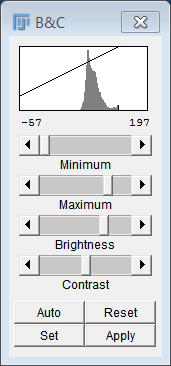 B&C
-57 197
Minimum
Maximum
Brightness
Contrast
Auto Reset
Set Apply